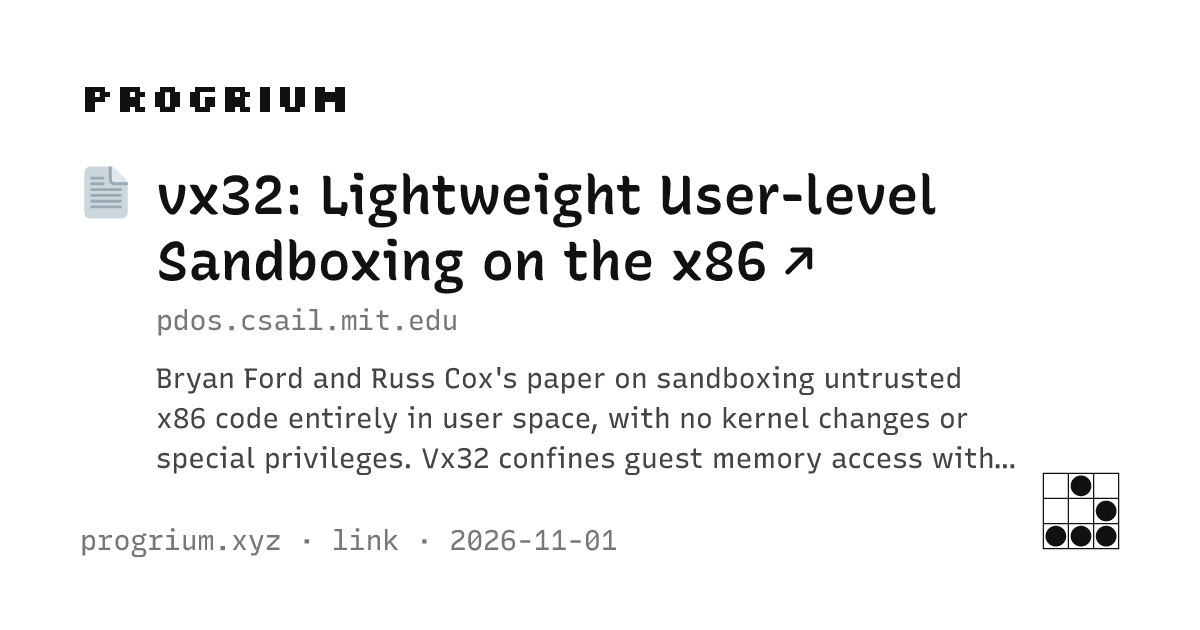 PROGRIUM
vx32: Lightweight User-level
Sandboxing on the x86 ↗
pdos.csail.mit.edu
Bryan Ford and Russ Cox's paper on sandboxing untrusted
x86 code entirely in user space, with no kernel changes or
special privileges. Vx32 confines guest memory access with...
progrium.xyz · link · 2026-11-01